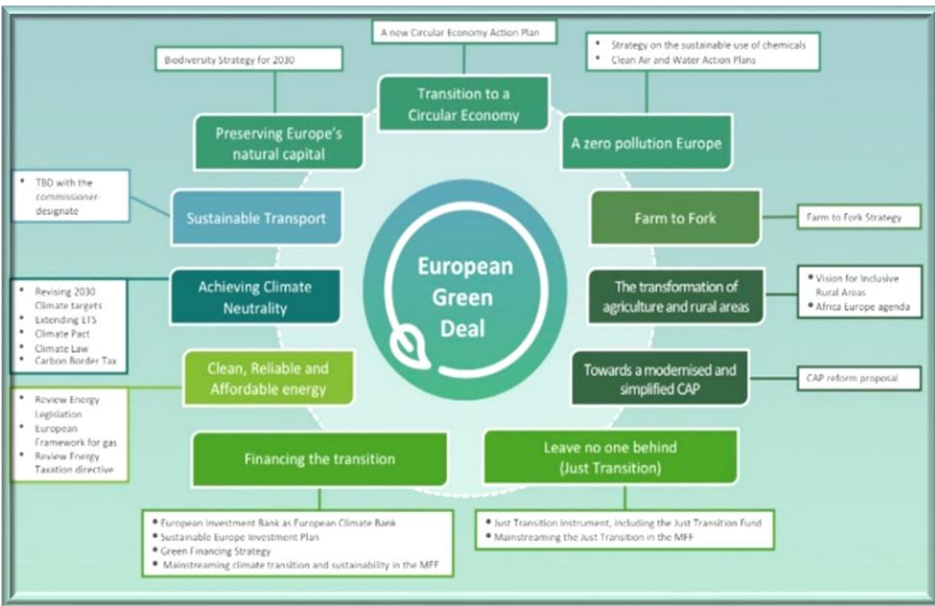 A new Circular Economy Action Plan
Biodiversity Strategy for 2030
• Strategy on the sustainable use of chemicals
• Clean Air and Water Action Plans
Transition to a
Circular Economy
Preserving Europe's
natural capital
A zero pollution Europe
• TBD with the
commissioner-
designate
Sustainable Transport
Farm to Fork
Farm to Fork Strategy
European
Green
Deal
• Revising 2030
Climate targets
• Extending ETS
• Climate Pact
• Climate Law
• Carbon Border Tax
Achieving Climate
Neutrality
The transformation of
agriculture and rural areas
• Vision for Inclusive
Rural Areas
• Africa Europe agenda
Clean, Reliable and
Affordable energy
Towards a modernised and
simplified CAP
CAP reform proposal
• Review Energy
Legislation
• European
Framework for gas
• Review Energy
Taxation directive
Financing the transition
Leave no one behind
(Just Transition)
• European Investment Bank as European Climate Bank
• Sustainable Europe Investment Plan
• Green Financing Strategy
• Mainstreaming climate transition and sustainability in the MFF
• Just Transition Instrument, including the Just Transition Fund
• Mainstreaming the Just Transition in the MFF